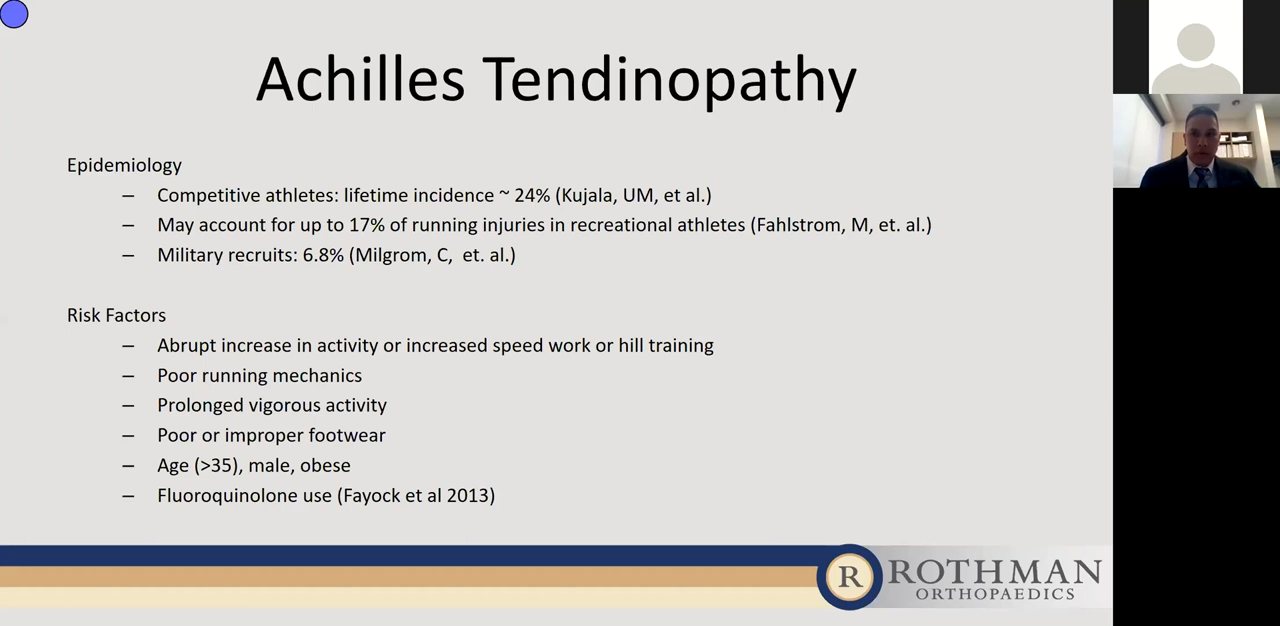 Achilles Tendinopathy
Epidemiology
– Competitive athletes: lifetime incidence ~ 24% (Kujala, UM, et al.)
– May account for up to 17% of running injuries in recreational athletes (Fahlstrom, M, et. al.)
– Military recruits: 6.8% (Milgrom, C,  et. al.)
Risk Factors
– Abrupt increase in activity or increased speed work or hill training
– Poor running mechanics
– Prolonged vigorous activity
– Poor or improper footwear
– Age (>35), male, obese
– Fluoroquinolone use (Fayock et al 2013)
R ROTHMAN
ORTHOPAEDICS